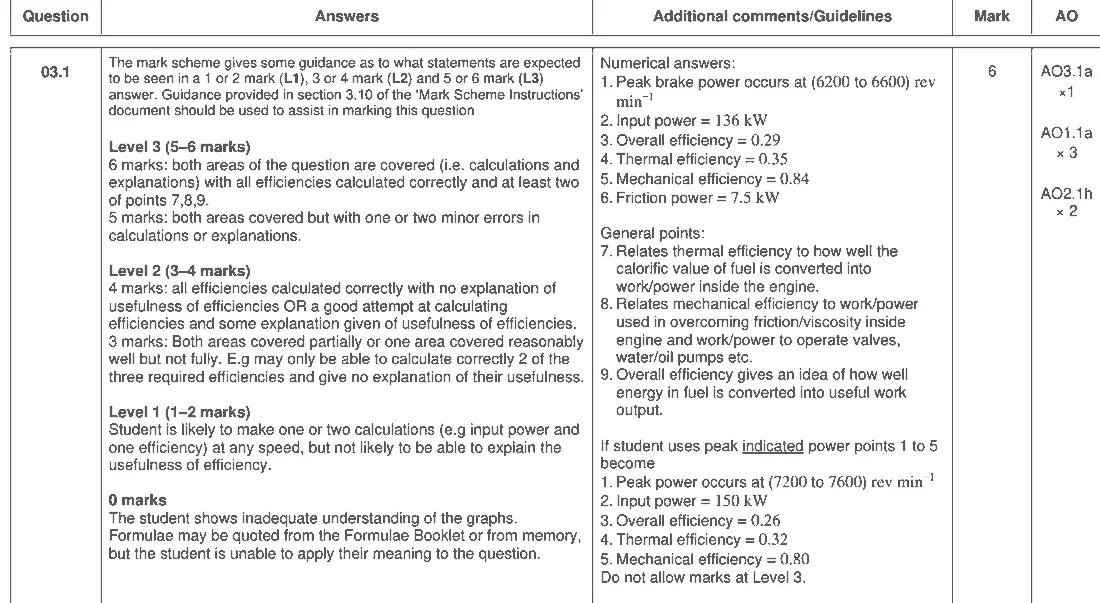 Question Answers Additional comments/Guidelines Mark AO
03.1
The mark scheme gives some guidance as to what statements are expected
to be seen in a 1 or 2 mark (L1), 3 or 4 mark (L2) and 5 or 6 mark (L3)
answer. Guidance provided in section 3.10 of the ‘Mark Scheme Instructions’
document should be used to assist in marking this question
Level 3 (5–6 marks)
6 marks: both areas of the question are covered (i.e. calculations and
explanations) with all efficiencies calculated correctly and at least two
of points 7,8,9.
5 marks: both areas covered but with one or two minor errors in
calculations or explanations.
Level 2 (3–4 marks)
4 marks: all efficiencies calculated correctly with no explanation of
usefulness of efficiencies OR a good attempt at calculating
efficiencies and some explanation given of usefulness of efficiencies.
3 marks: Both areas covered partially or one area covered reasonably
well but not fully. E.g may only be able to calculate correctly 2 of the
three required efficiencies and give no explanation of their usefulness.
Level 1 (1–2 marks)
Student is likely to make one or two calculations (e.g input power and
one efficiency) at any speed, but not likely to be able to explain the
usefulness of efficiency.
0 marks
The student shows inadequate understanding of the graphs.
Formulae may be quoted from the Formulae Booklet or from memory,
but the student is unable to apply their meaning to the question.
Numerical answers:
1. Peak brake power occurs at (6200 to 6600) rev
min⁻¹
2. Input power = 136 kW
3. Overall efficiency = 0.29
4. Thermal efficiency = 0.35
5. Mechanical efficiency = 0.84
6. Friction power = 7.5 kW
General points:
7. Relates thermal efficiency to how well the
calorific value of fuel is converted into
work/power inside the engine.
8. Relates mechanical efficiency to work/power
used in overcoming friction/viscosity inside
engine and work/power to operate valves,
water/oil pumps etc.
9. Overall efficiency gives an idea of how well
energy in fuel is converted into useful work
output.
If student uses peak indicated power points 1 to 5
become
1. Peak power occurs at (7200 to 7600) rev min⁻¹
2. Input power = 150 kW
3. Overall efficiency = 0.26
4. Thermal efficiency = 0.32
5. Mechanical efficiency = 0.80
Do not allow marks at Level 3.
6
AO3.1a
×1
AO1.1a
× 3
AO2.1h
× 2